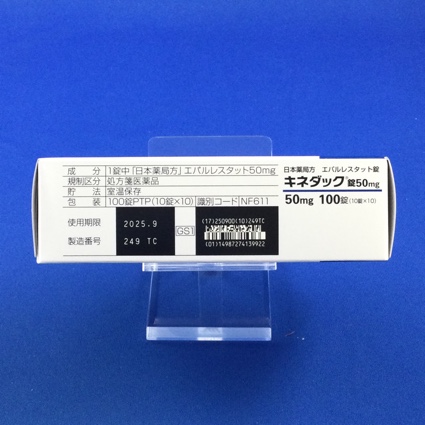 成分 1錠中「日本薬局方」エパルレスタット50mg
規制区分 処方箋医薬品
貯法 室温保存
包装 100錠PTP(10錠×10) 識別コード NF611
使用期限 2025.9
製造番号 249 TC
GS1
(17)250900(10)249TC
(01)14987274139922
日本薬局方 エパルレスタット錠
キネダック錠50mg
50mg 100錠(10錠×10)